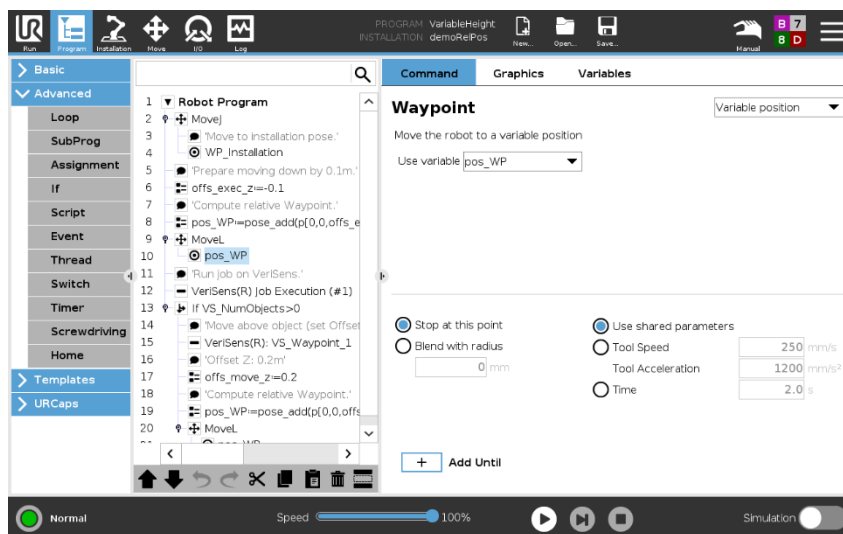 PROGRAM VariableHeight
INSTALLATION demoRelPos
Run Program Installation Move I/O Log New... Open... Save... Manual
B 7
8 D
Basic
Advanced
Loop
SubProg
Assignment
If
Script
Event
Thread
Switch
Timer
Screwdriving
Home
Templates
URCaps
1 Robot Program
2 MoveJ
3 'Move to installation pose.'
4 WP_Installation
5 'Prepare moving down by 0.1m.'
6 offs_exec_z≔-0.1
7 'Compute relative Waypoint.'
8 pos_WP≔pose_add(p[0,0,offs_e
9 MoveL
10 pos_WP
11 'Run job on VeriSens.'
12 VeriSens(R) Job Execution (#1)
13 If VS_NumObjects>0
14 'Move above object (set Offset
15 VeriSens(R): VS_Waypoint_1
16 'Offset Z: 0.2m'
17 offs_move_z≔0.2
18 'Compute relative Waypoint.'
19 pos_WP≔pose_add(p[0,0,offs
20 MoveL
Command Graphics Variables
Waypoint
Variable position
Move the robot to a variable position
Use variable pos_WP
Stop at this point
Blend with radius
0 mm
Use shared parameters
Tool Speed 250 mm/s
Tool Acceleration 1200 mm/s²
Time 2.0 s
+ Add Until
Normal
Speed 100%
Simulation